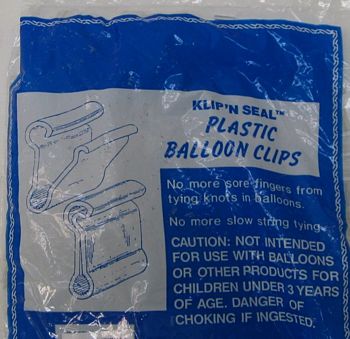 KLIP'N SEAL™
PLASTIC
BALLOON CLIPS
No more sore fingers from
tying knots in balloons.
No more slow string tying.
CAUTION: NOT INTENDED
FOR USE WITH BALLOONS
OR OTHER PRODUCTS FOR
CHILDREN UNDER 3 YEARS
OF AGE. DANGER OF
CHOKING IF INGESTED.